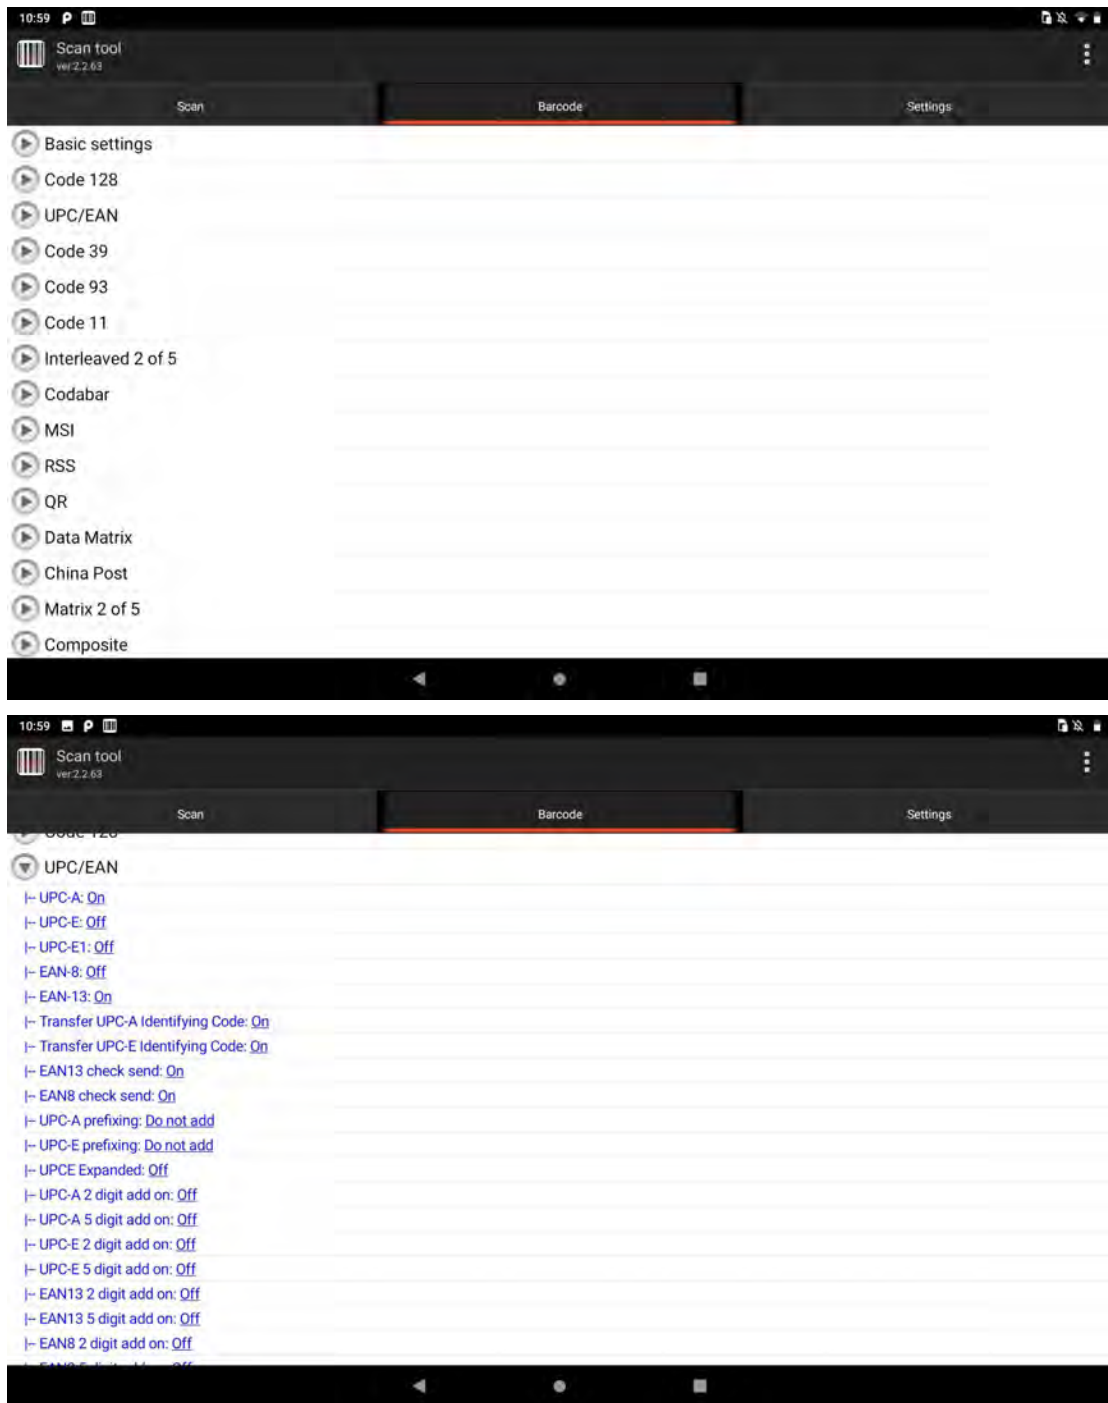 10:59
Scan tool
ver:2.2.63
Scan Barcode Settings
Basic settings
Code 128
UPC/EAN
Code 39
Code 93
Code 11
Interleaved 2 of 5
Codabar
MSI
RSS
QR
Data Matrix
China Post
Matrix 2 of 5
Composite
10:59
Scan tool
ver:2.2.63
Scan Barcode Settings
UPC/EAN
|-- UPC-A: On
|-- UPC-E: Off
|-- UPC-E1: Off
|-- EAN-8: Off
|-- EAN-13: On
|-- Transfer UPC-A Identifying Code: On
|-- Transfer UPC-E Identifying Code: On
|-- EAN13 check send: On
|-- EAN8 check send: On
|-- UPC-A prefixing: Do not add
|-- UPC-E prefixing: Do not add
|-- UPCE Expanded: Off
|-- UPC-A 2 digit add on: Off
|-- UPC-A 5 digit add on: Off
|-- UPC-E 2 digit add on: Off
|-- UPC-E 5 digit add on: Off
|-- EAN13 2 digit add on: Off
|-- EAN13 5 digit add on: Off
|-- EAN8 2 digit add on: Off